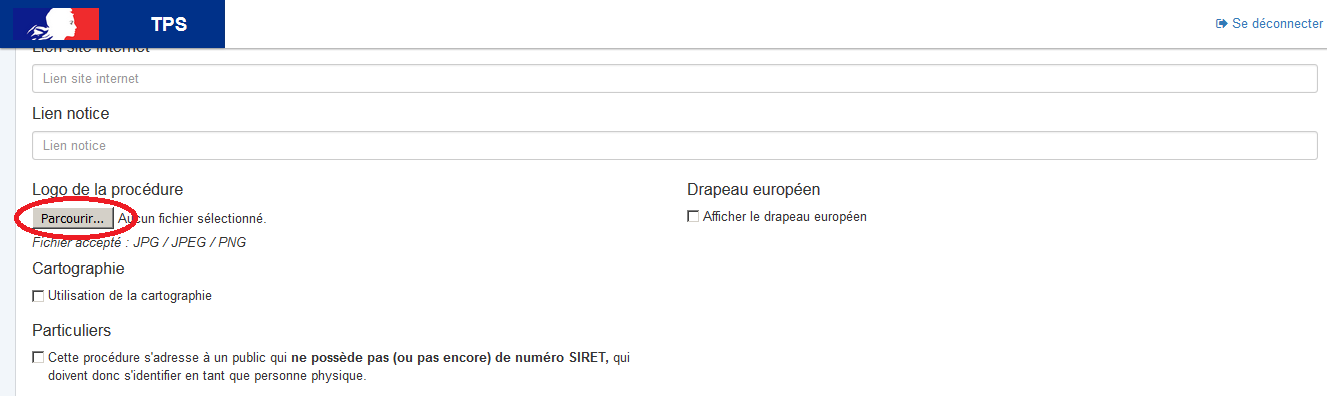 TPS
Se déconnecter
Lien site internet
Lien site internet
Lien notice
Lien notice
Logo de la procédure
Drapeau européen
Parcourir... Aucun fichier sélectionné.
Afficher le drapeau européen
Fichier accepté : JPG / JPEG / PNG
Cartographie
Utilisation de la cartographie
Particuliers
Cette procédure s'adresse à un public qui ne possède pas (ou pas encore) de numéro SIRET, qui
doivent donc s'identifier en tant que personne physique.